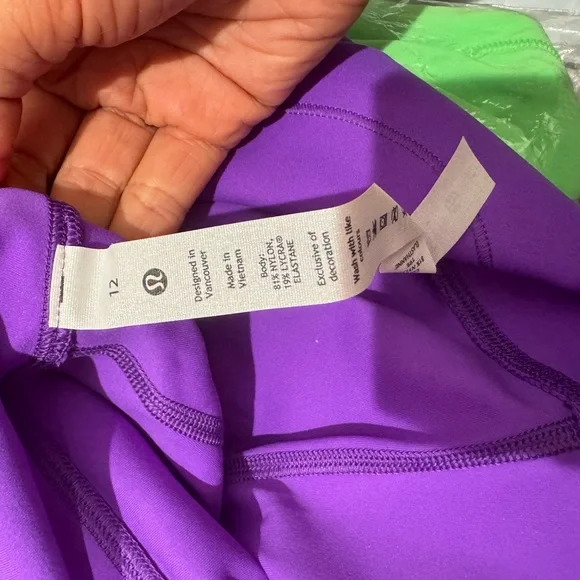 12
Designed in
Vancouver
Made in
Vietnam
Body:
81% NYLON,
19% LYCRA®
ELASTANE
Exclusive of
decoration
Wash with like
colours